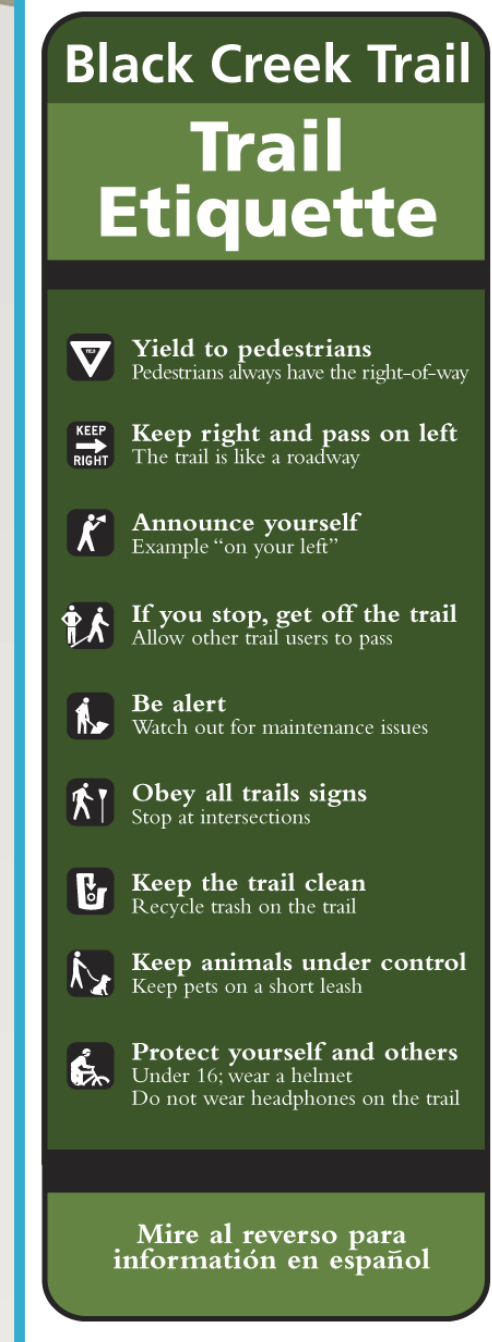 Black Creek Trail
Trail
Etiquette
YIELD
Yield to pedestrians
Pedestrians always have the right-of-way
KEEP
RIGHT
Keep right and pass on left
The trail is like a roadway
Announce yourself
Example “on your left”
If you stop, get off the trail
Allow other trail users to pass
Be alert
Watch out for maintenance issues
Obey all trails signs
Stop at intersections
Keep the trail clean
Recycle trash on the trail
Keep animals under control
Keep pets on a short leash
Protect yourself and others
Under 16; wear a helmet
Do not wear headphones on the trail
Mire al reverso para
informatión en español